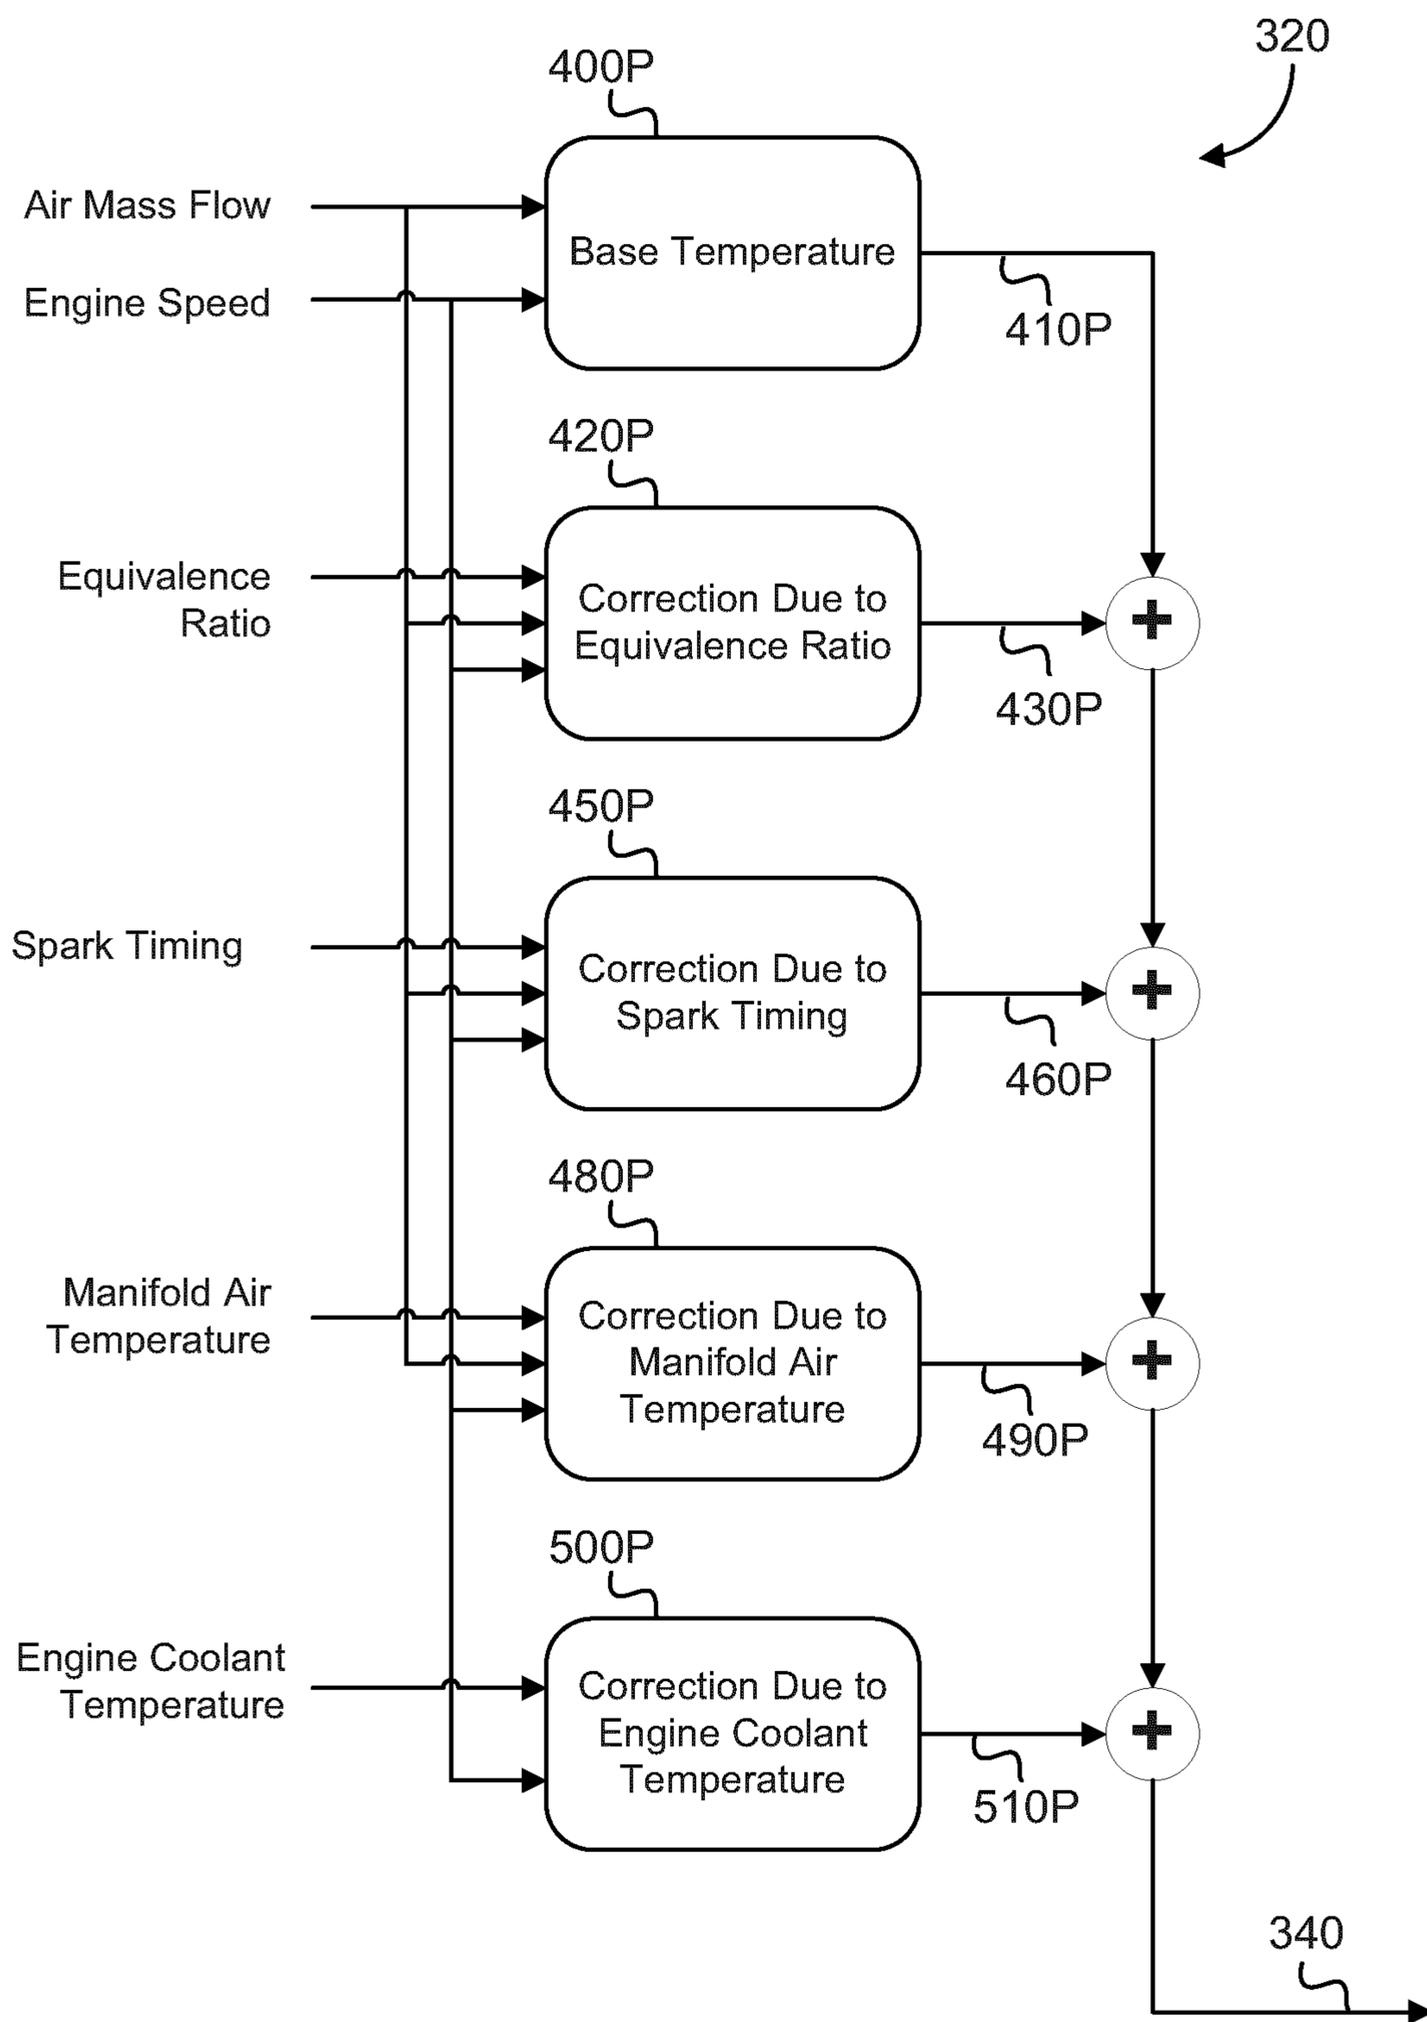 320
400P
Air Mass Flow
Base Temperature
Engine Speed
410P
420P
Equivalence
Ratio
Correction Due to
Equivalence Ratio
+
430P
450P
Spark Timing
Correction Due to
Spark Timing
+
460P
480P
Manifold Air
Temperature
Correction Due to
Manifold Air
Temperature
+
490P
500P
Engine Coolant
Temperature
Correction Due to
Engine Coolant
Temperature
+
510P
340